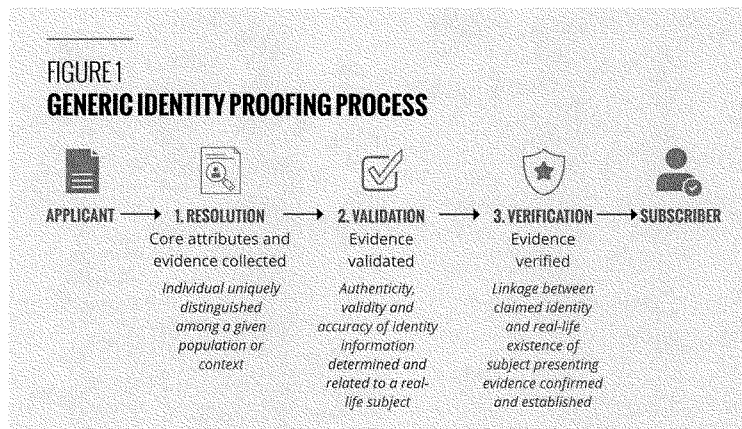 FIGURE 1
GENERIC IDENTITY PROOFING PROCESS
APPLICANT
1. RESOLUTION
Core attributes and
evidence collected
Individual uniquely
distinguished
among a given
population or
context
2. VALIDATION
Evidence
validated
Authenticity,
validity and
accuracy of identity
information
determined and
related to a real-
life subject
3. VERIFICATION
Evidence
verified
Linkage between
claimed identity
and real-life
existence of
subject presenting
evidence confirmed
and established
SUBSCRIBER